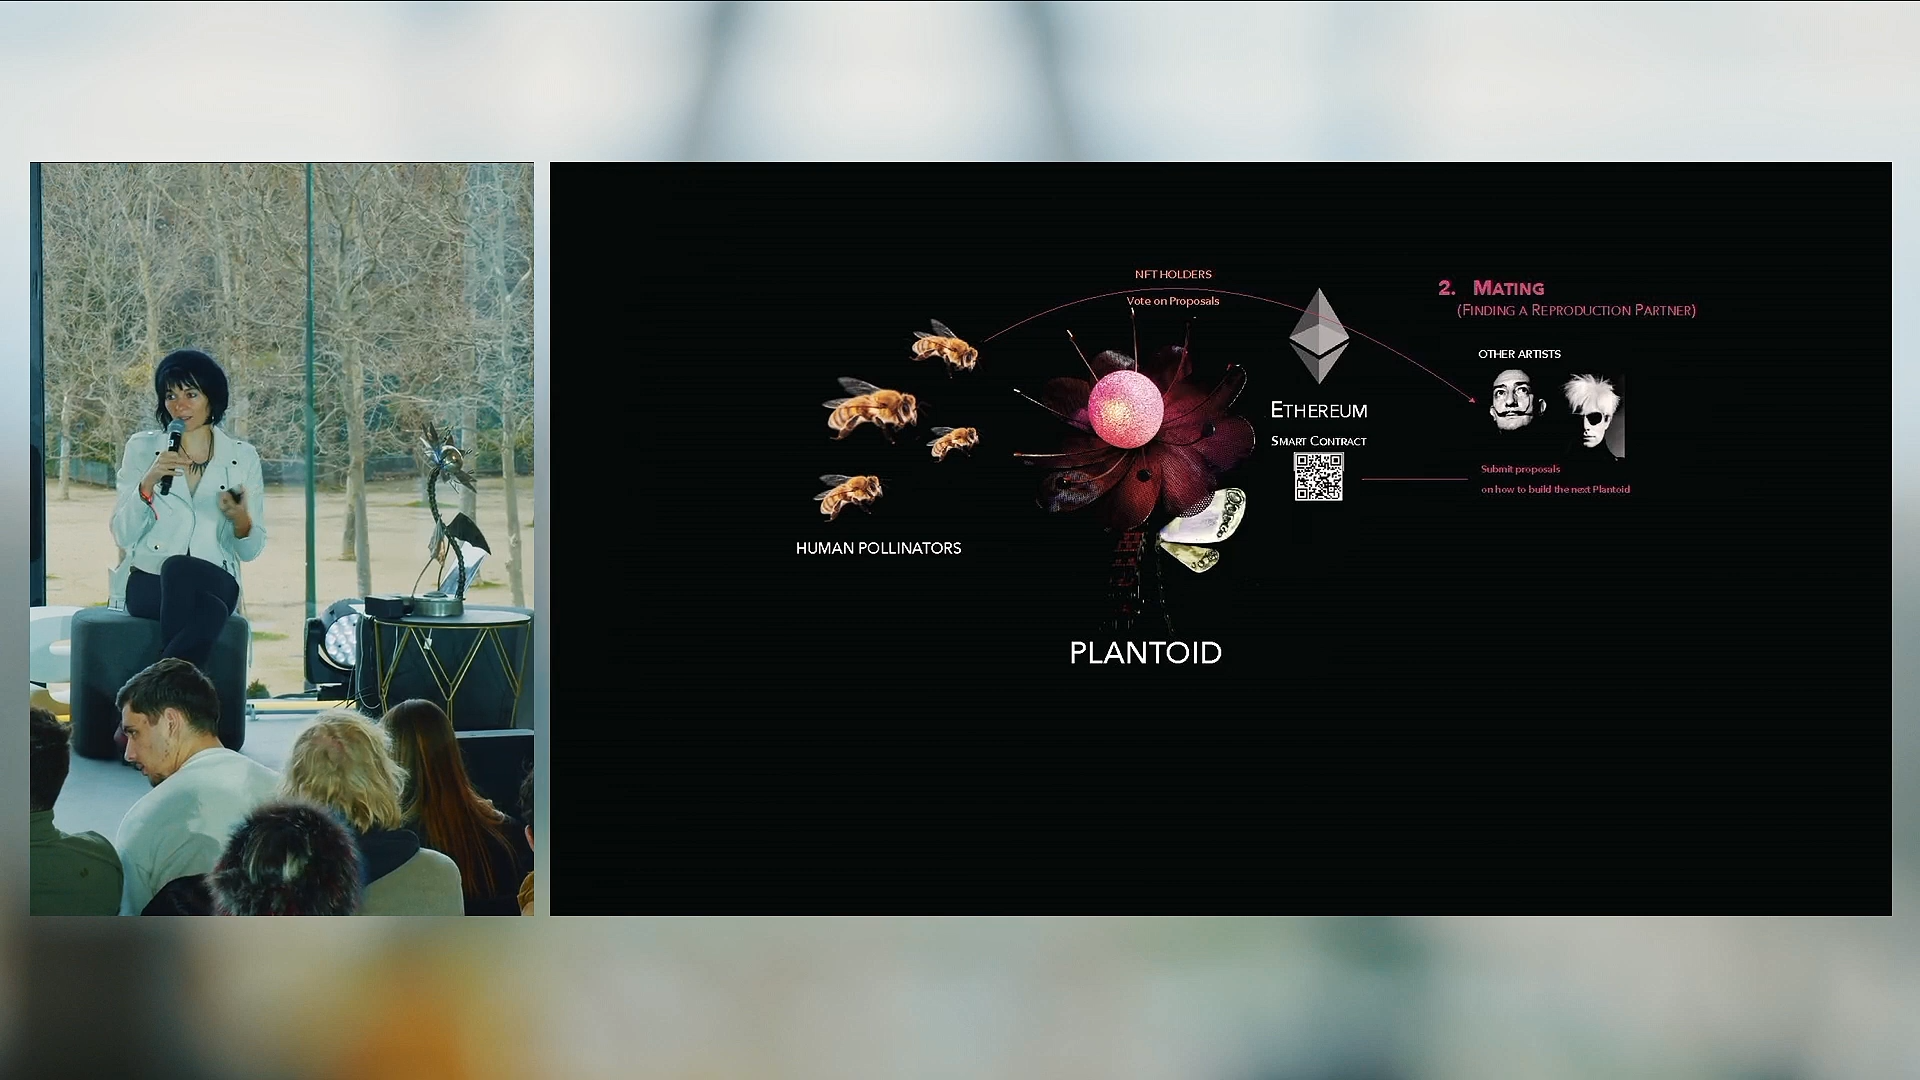 NFT HOLDERS
Vote on Proposals
2. MATING
(FINDING A REPRODUCTION PARTNER)
OTHER ARTISTS
ETHEREUM
SMART CONTRACT
Submit proposals
on how to build the next Plantoid
HUMAN POLLINATORS
PLANTOID